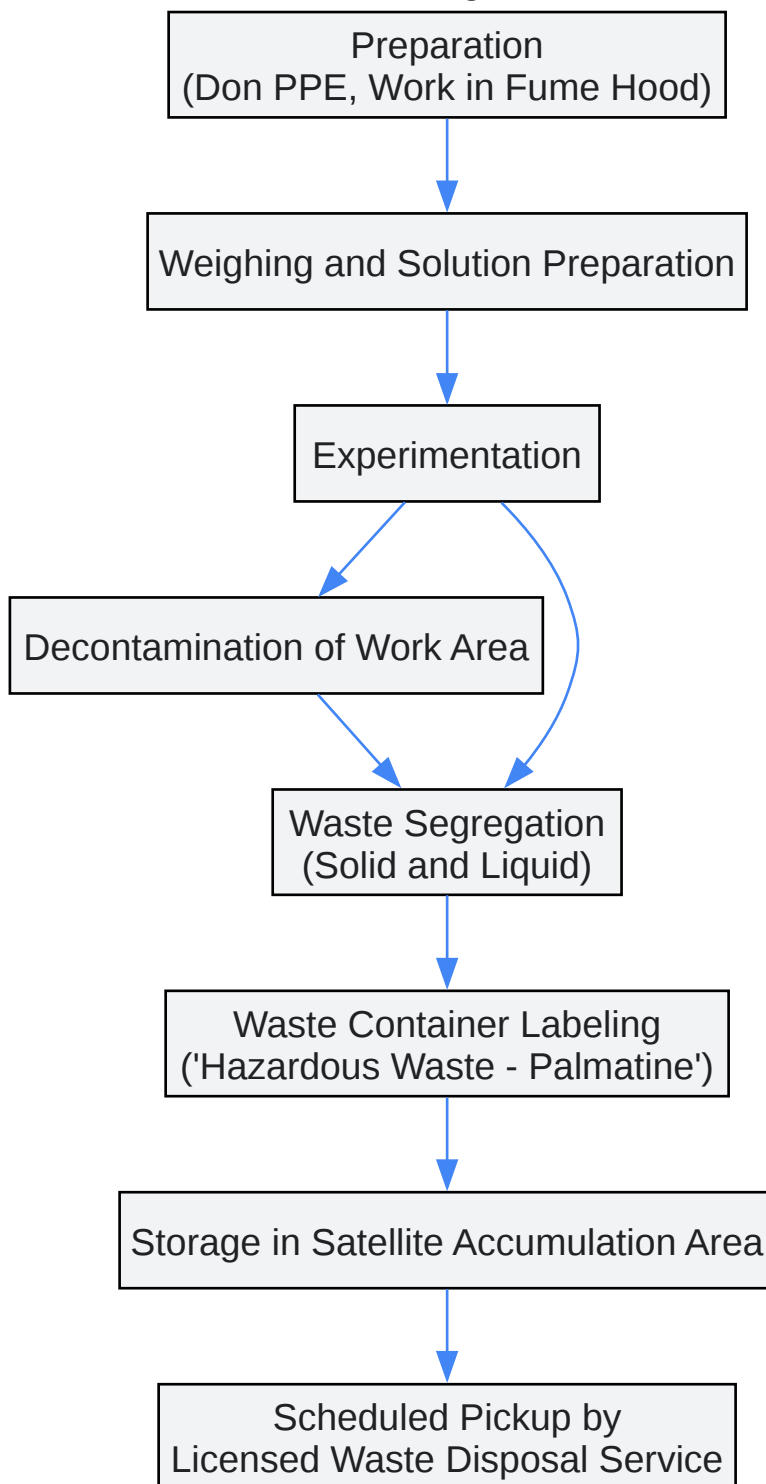 Preparation
(Don PPE, Work in Fume Hood)
Weighing and Solution Preparation
Experimentation
Decontamination of Work Area
Waste Segregation
(Solid and Liquid)
Waste Container Labeling
('Hazardous Waste - Palmatine')
Storage in Satellite Accumulation Area
Scheduled Pickup by
Licensed Waste Disposal Service